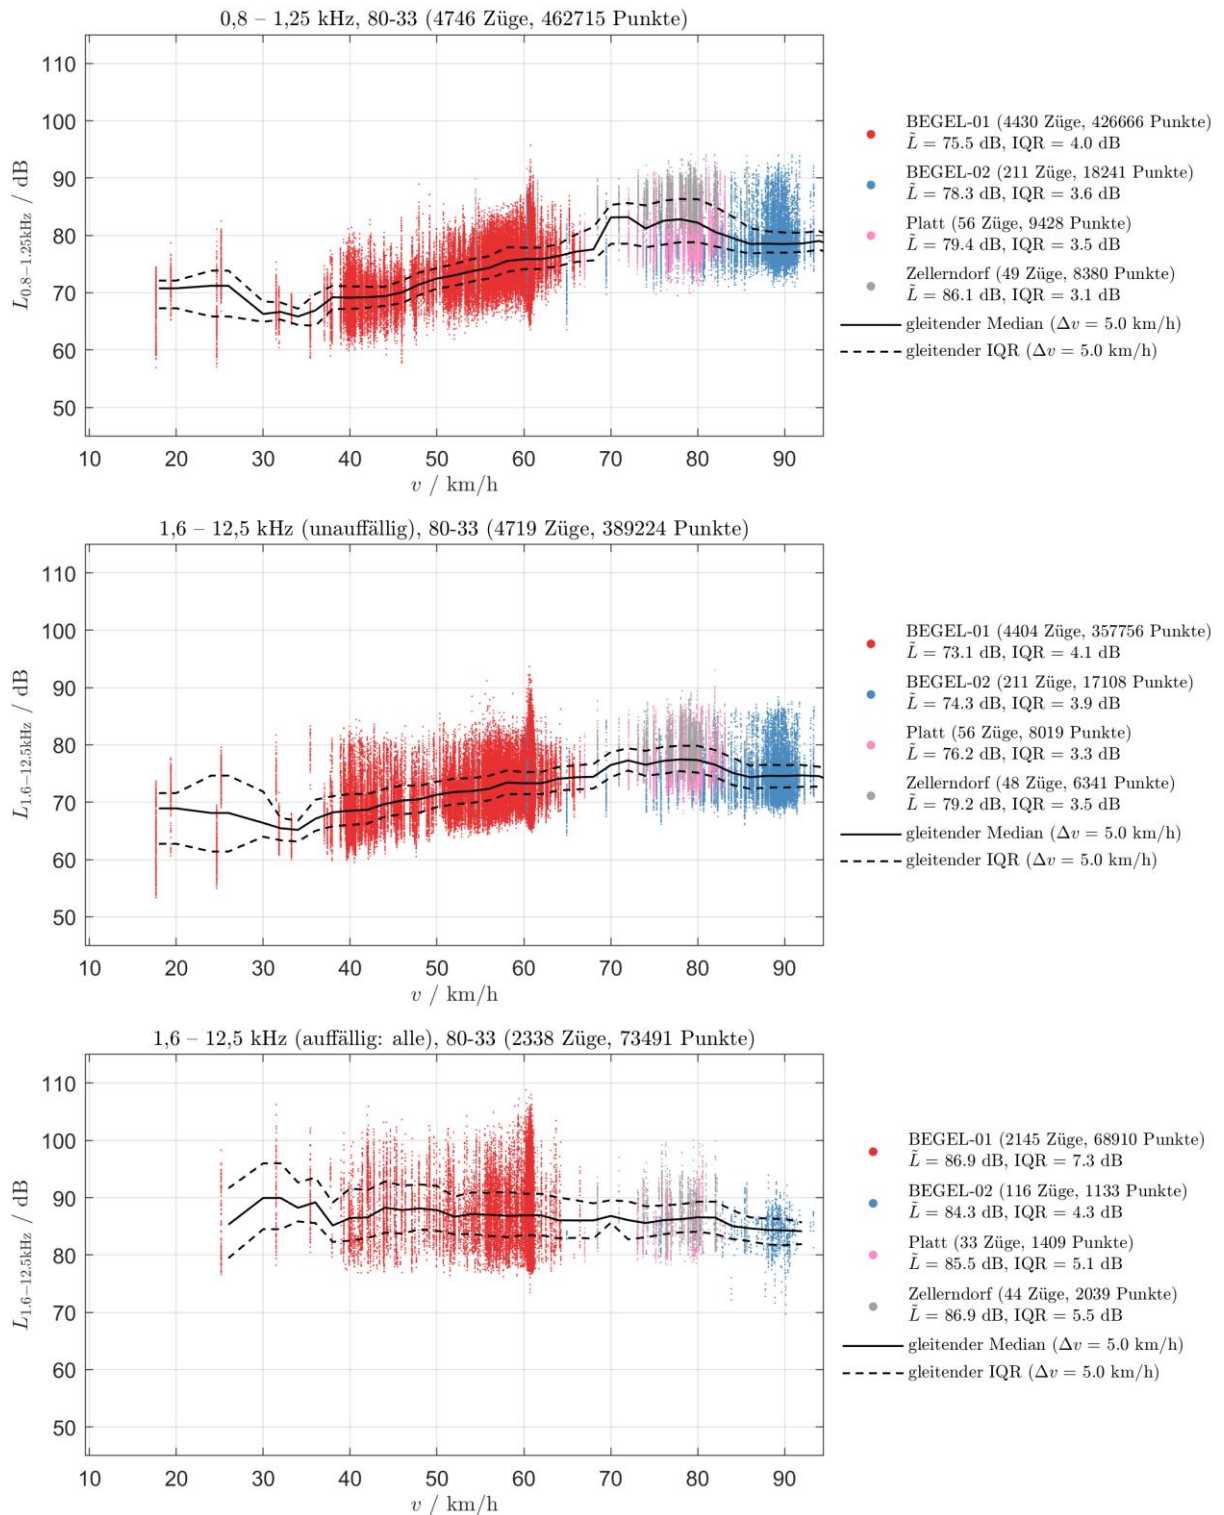 0,8 – 1,25 kHz, 80-33 (4746 Züge, 462715 Punkte)
110
100
90
80
70
60
50
L0.8−1.25kHz / dB
10 20 30 40 50 60 70 80 90
v / km/h
BEGEL-01 (4430 Züge, 426666 Punkte)
L̃ = 75.5 dB, IQR = 4.0 dB
BEGEL-02 (211 Züge, 18241 Punkte)
L̃ = 78.3 dB, IQR = 3.6 dB
Platt (56 Züge, 9428 Punkte)
L̃ = 79.4 dB, IQR = 3.5 dB
Zellerndorf (49 Züge, 8380 Punkte)
L̃ = 86.1 dB, IQR = 3.1 dB
gleitender Median (Δv = 5.0 km/h)
gleitender IQR (Δv = 5.0 km/h)
1,6 – 12,5 kHz (unauffällig), 80-33 (4719 Züge, 389224 Punkte)
110
100
90
80
70
60
50
L1.6−12.5kHz / dB
10 20 30 40 50 60 70 80 90
v / km/h
BEGEL-01 (4404 Züge, 357756 Punkte)
L̃ = 73.1 dB, IQR = 4.1 dB
BEGEL-02 (211 Züge, 17108 Punkte)
L̃ = 74.3 dB, IQR = 3.9 dB
Platt (56 Züge, 8019 Punkte)
L̃ = 76.2 dB, IQR = 3.3 dB
Zellerndorf (48 Züge, 6341 Punkte)
L̃ = 79.2 dB, IQR = 3.5 dB
gleitender Median (Δv = 5.0 km/h)
gleitender IQR (Δv = 5.0 km/h)
1,6 – 12,5 kHz (auffällig: alle), 80-33 (2338 Züge, 73491 Punkte)
110
100
90
80
70
60
50
L1.6−12.5kHz / dB
10 20 30 40 50 60 70 80 90
v / km/h
BEGEL-01 (2145 Züge, 68910 Punkte)
L̃ = 86.9 dB, IQR = 7.3 dB
BEGEL-02 (116 Züge, 1133 Punkte)
L̃ = 84.3 dB, IQR = 4.3 dB
Platt (33 Züge, 1409 Punkte)
L̃ = 85.5 dB, IQR = 5.1 dB
Zellerndorf (44 Züge, 2039 Punkte)
L̃ = 86.9 dB, IQR = 5.5 dB
gleitender Median (Δv = 5.0 km/h)
gleitender IQR (Δv = 5.0 km/h)